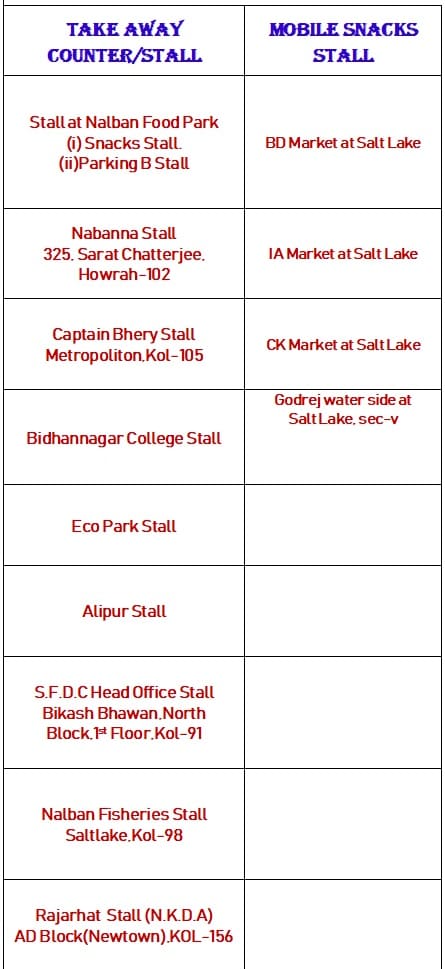 TAKE AWAY
COUNTER/STALL
MOBILE SNACKS
STALL
Stall at Nalban Food Park
(i) Snacks Stall.
(ii)Parking B Stall
BD Market at Salt Lake
Nabanna Stall
325, Sarat Chatterjee,
Howrah-102
IA Market at Salt Lake
Captain Bhery Stall
Metropoliton,Kol-105
CK Market at Salt Lake
Bidhannagar College Stall
Godrej water side at
Salt Lake, sec-v
Eco Park Stall
Alipur Stall
S.F.D.C Head Office Stall
Bikash Bhawan,North
Block,1st Floor,Kol-91
Nalban Fisheries Stall
Saltlake,Kol-98
Rajarhat Stall (N.K.D.A)
AD Block(Newtown),KOL-156